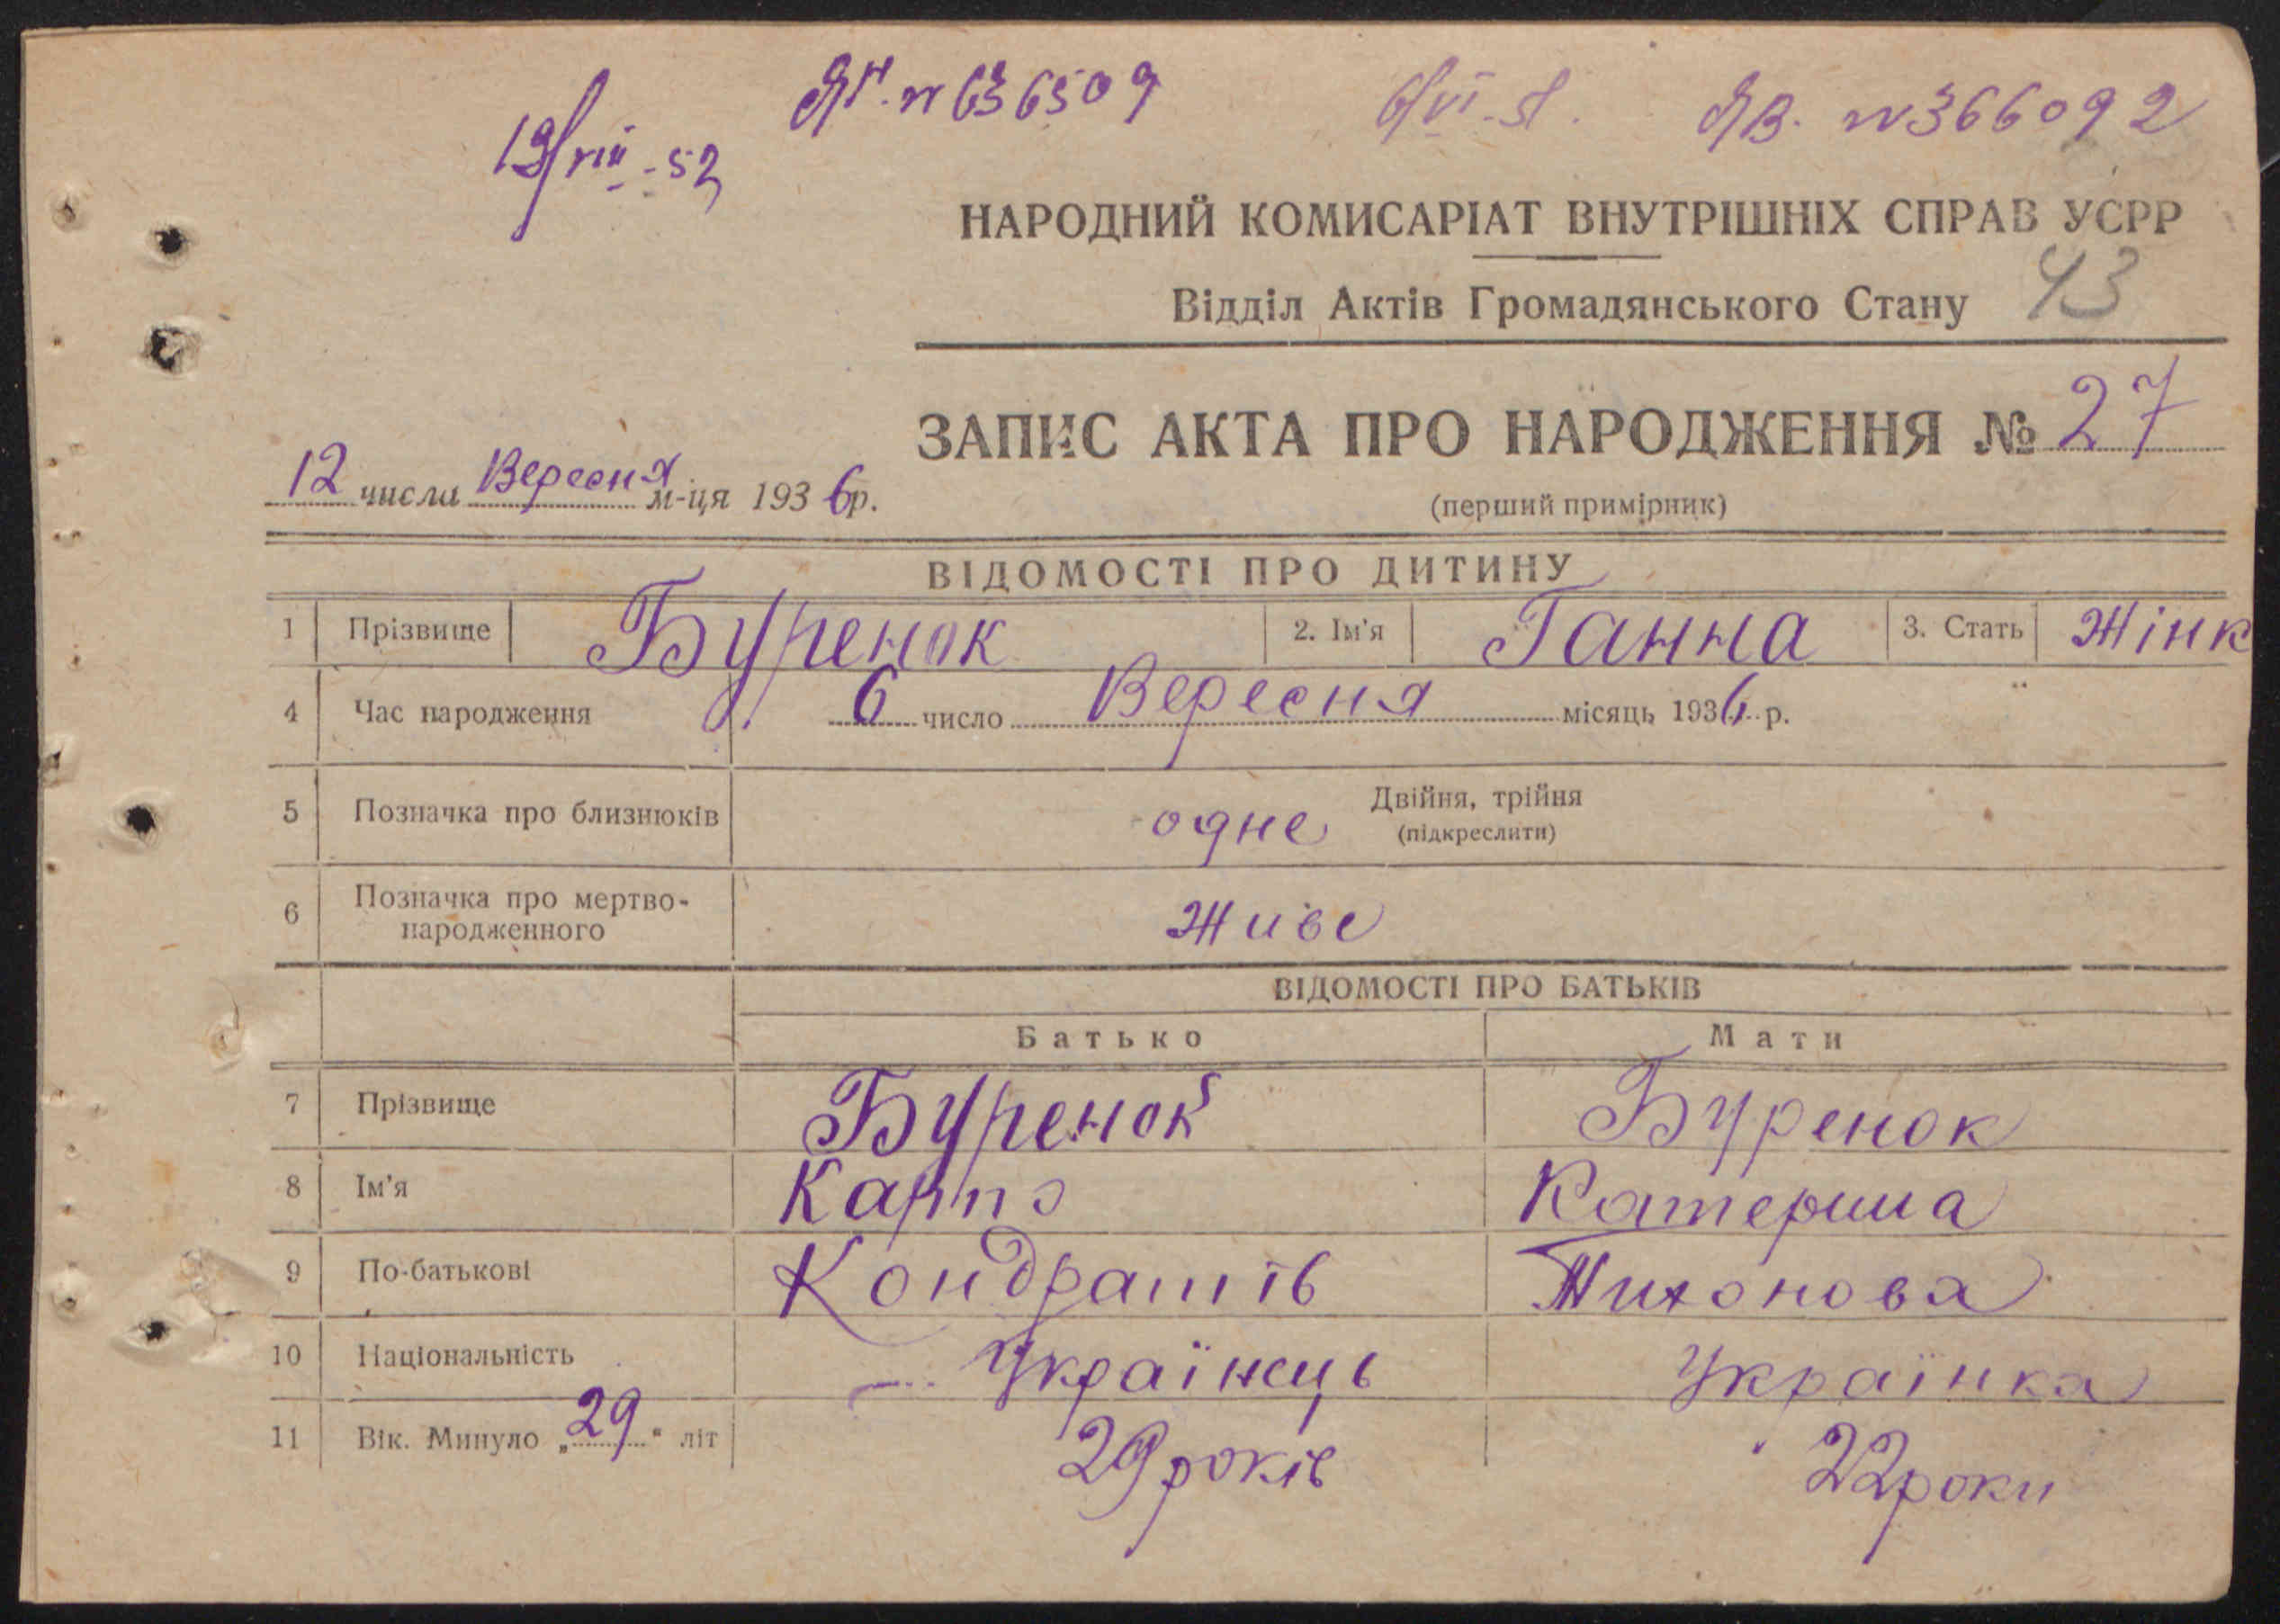 ЯГ. N 636509
6/VI-51. ЯВ. N 366092
19/VIII-52
НАРОДНИЙ КОМИСАРІАТ ВНУТРІШНІХ СПРАВ УСРР
Відділ Актів Громадянського Стану 43
ЗАПИС АКТА ПРО НАРОДЖЕННЯ № 27
12 числа Вересня м-ця 1936 р.
(перший примірник)
ВІДОМОСТІ ПРО ДИТИНУ
1 Прізвище Буренок 2. Ім'я Ганна 3. Стать Жінк
4 Час народження 6 число Вересня місяць 1936 р.
5 Позначка про близнюків одне Двійня, трійня
(підкреслити)
6 Позначка про мертво-
народженного живе
ВІДОМОСТІ ПРО БАТЬКІВ
Батько Мати
7 Прізвище Буренок Буренок
8 Ім'я Карпо Катерина
9 По-батькові Кондратів Тихонова
10 Національність Українець Українка
11 Вік. Минуло „29“ літ 29 років 22 роки